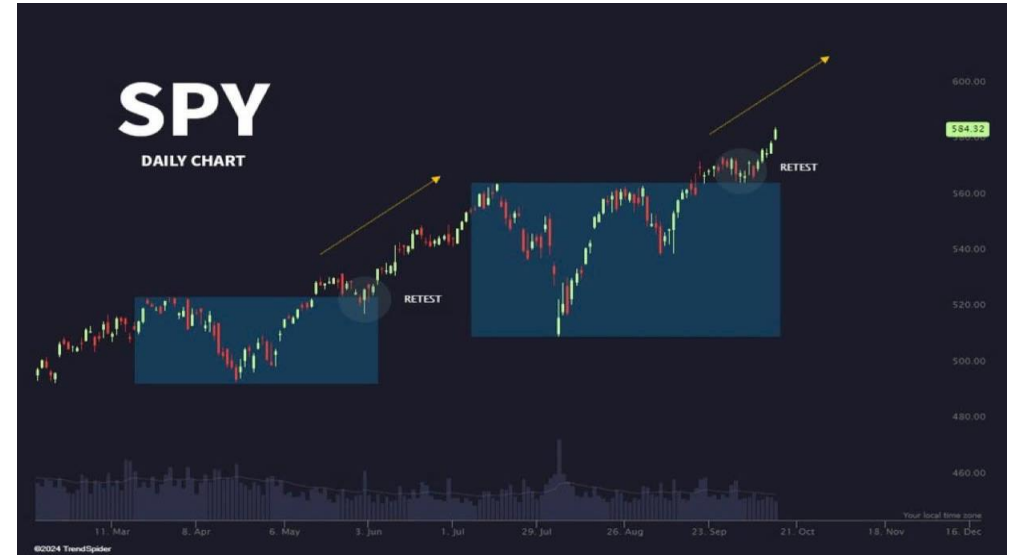 SPY
DAILY CHART
600.00
584.32
RETEST
560.00
540.00
RETEST
520.00
500.00
480.00
460.00
Your local time zone
11. Mar 8. Apr 6. May 3. Jun 1. Jul 29. Jul 26. Aug 23. Sep 21. Oct 18. Nov 16. Dec
©2024 TrendSpider